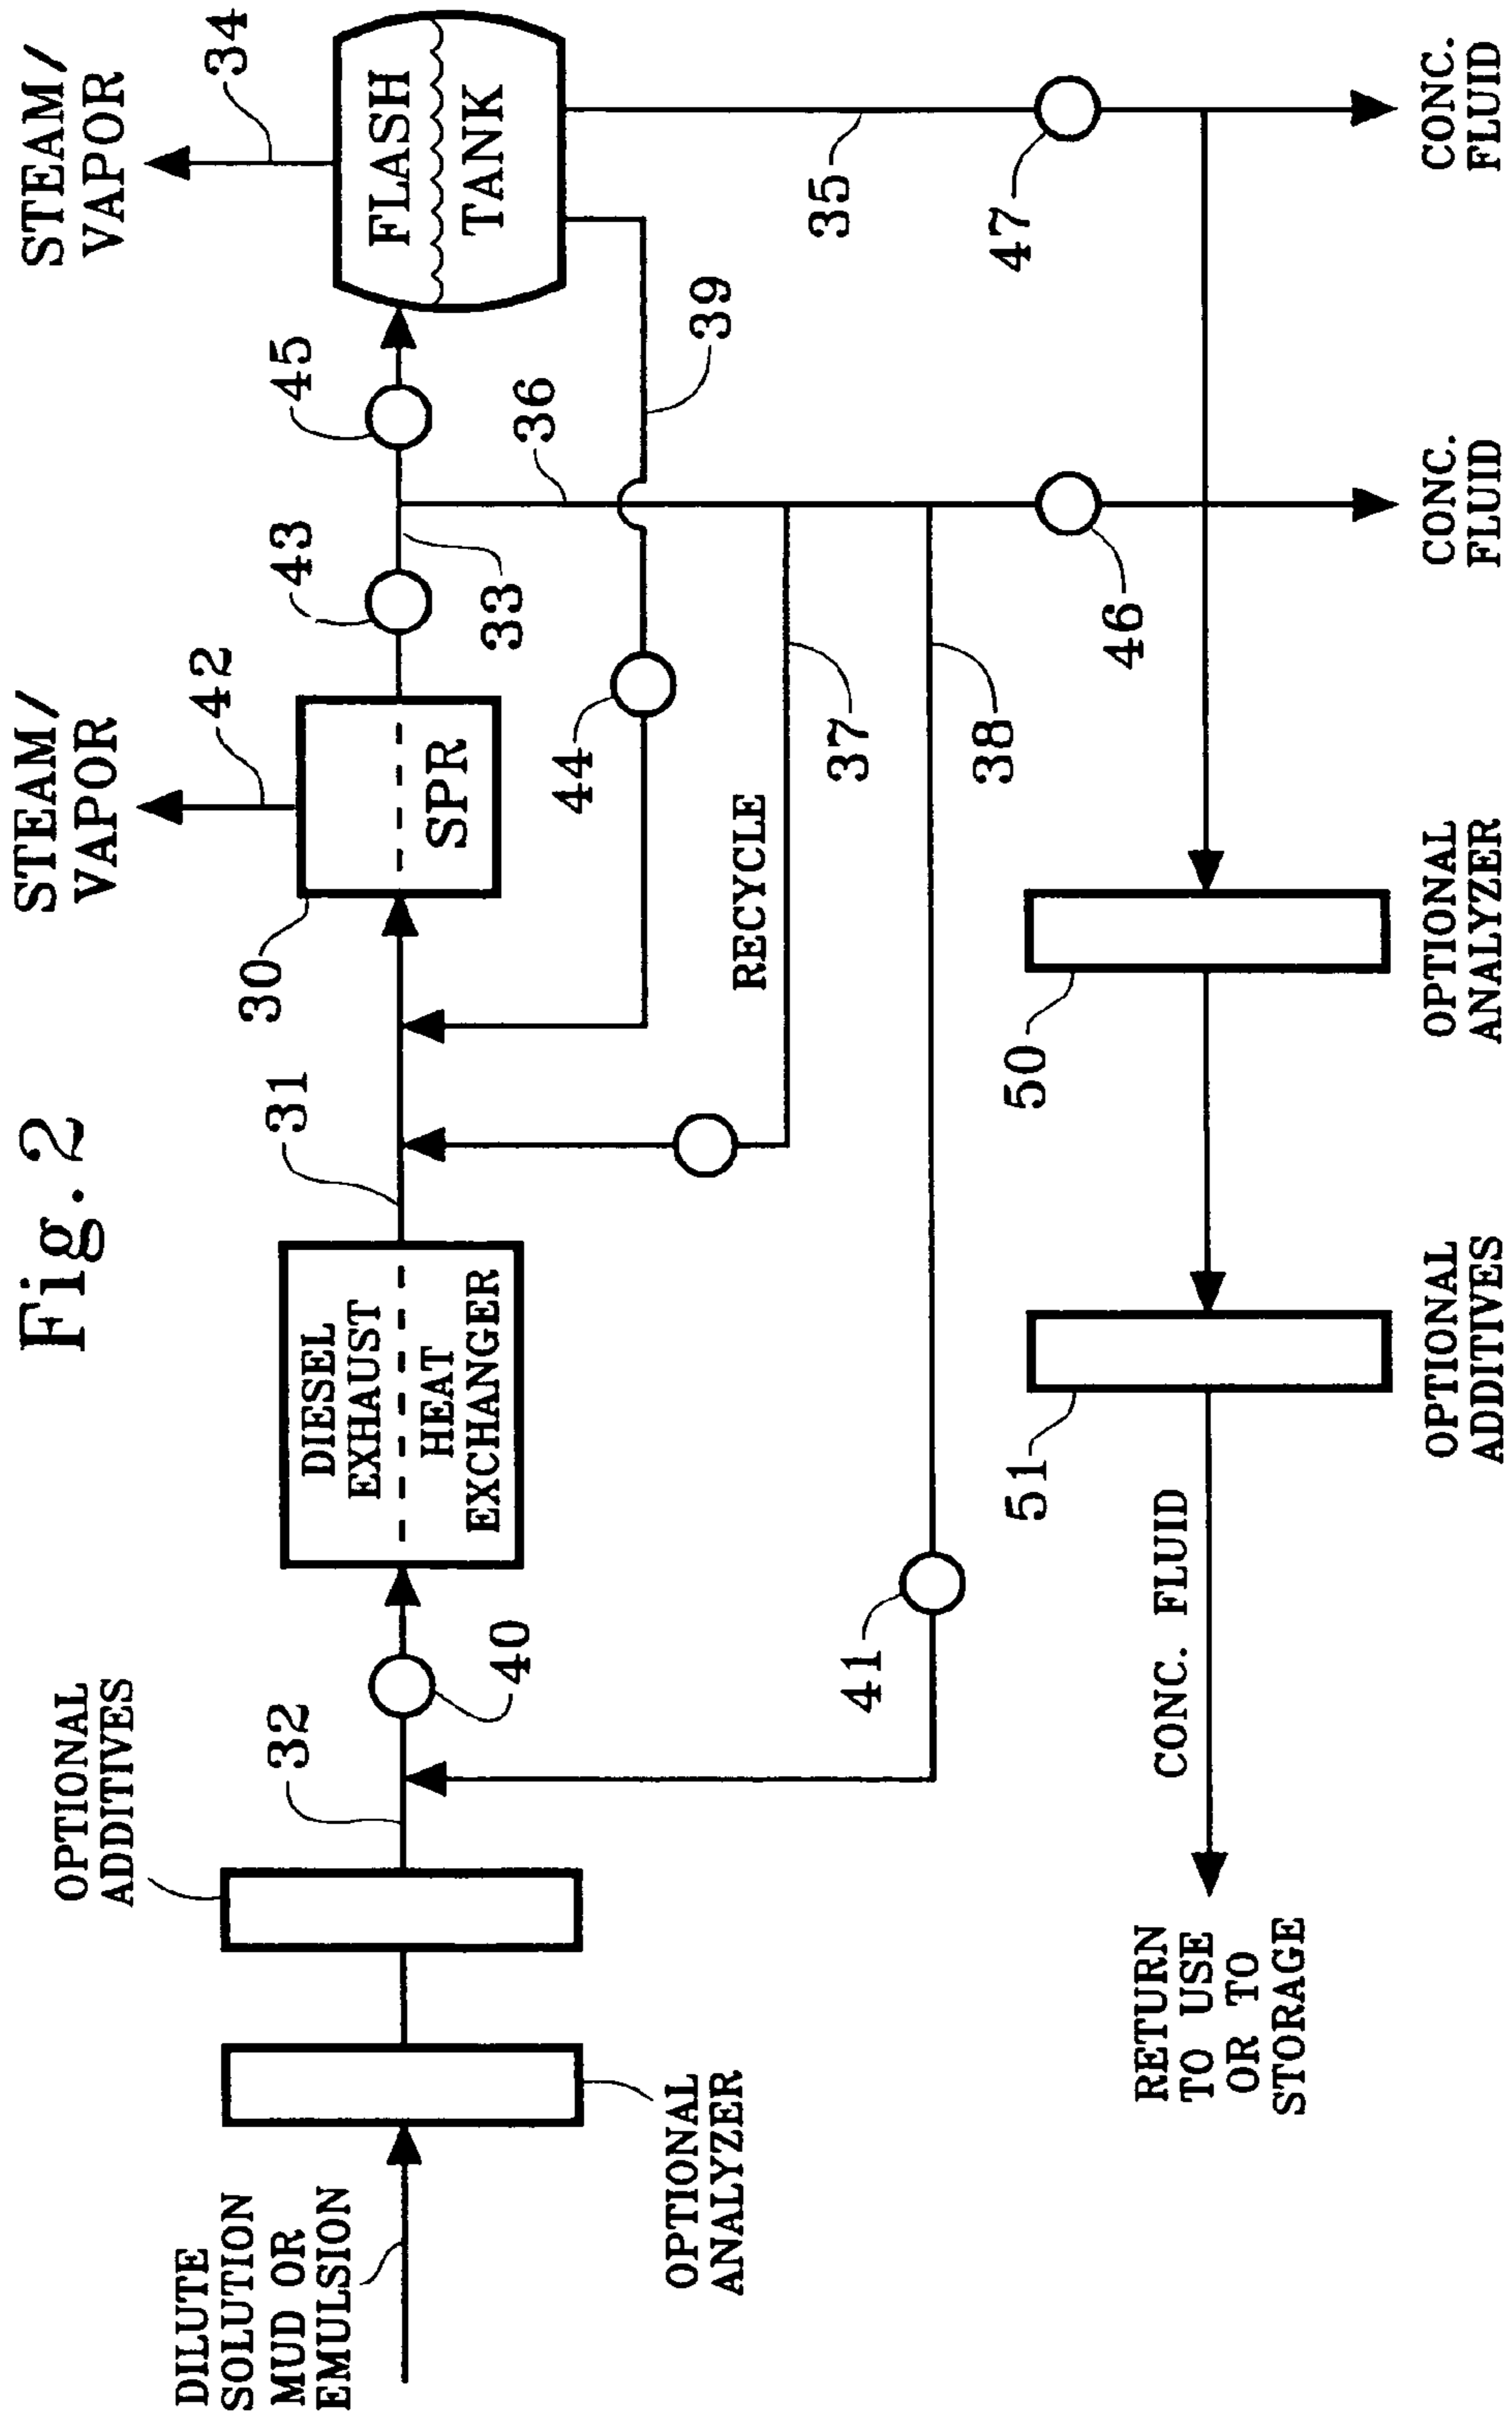 Fig. 2
DILUTE
SOLUTION
MUD OR
EMULSION
OPTIONAL
ANALYZER
OPTIONAL
ADDITIVES
32
40
DIESEL
EXHAUST
HEAT
EXCHANGER
31
30
SPR
STEAM/
VAPOR
42
43
33
45
STEAM/
VAPOR
34
FLASH
TANK
44
36
39
35
RECYCLE
37
38
41
46
47
CONC.
FLUID
CONC.
FLUID
50
OPTIONAL
ANALYZER
51
OPTIONAL
ADDITIVES
CONC. FLUID
RETURN
TO USE
OR TO
STORAGE